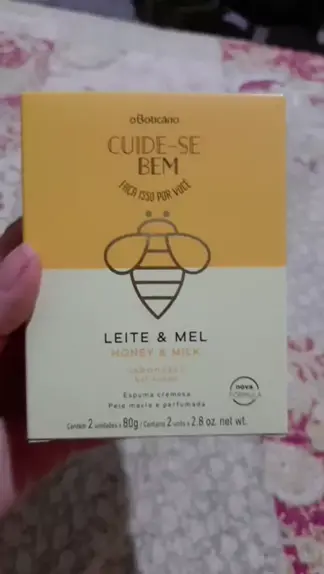 oBoticário
CUIDE-SE
BEM
FAÇA ISSO POR VOCÊ
LEITE & MEL
HONEY & MILK
Espuma cremosa
Pele macia e perfumada
nova
FÓRMULA
Contém 2 unidades x 80g / Contains 2 units x 2.8 oz. net wt.